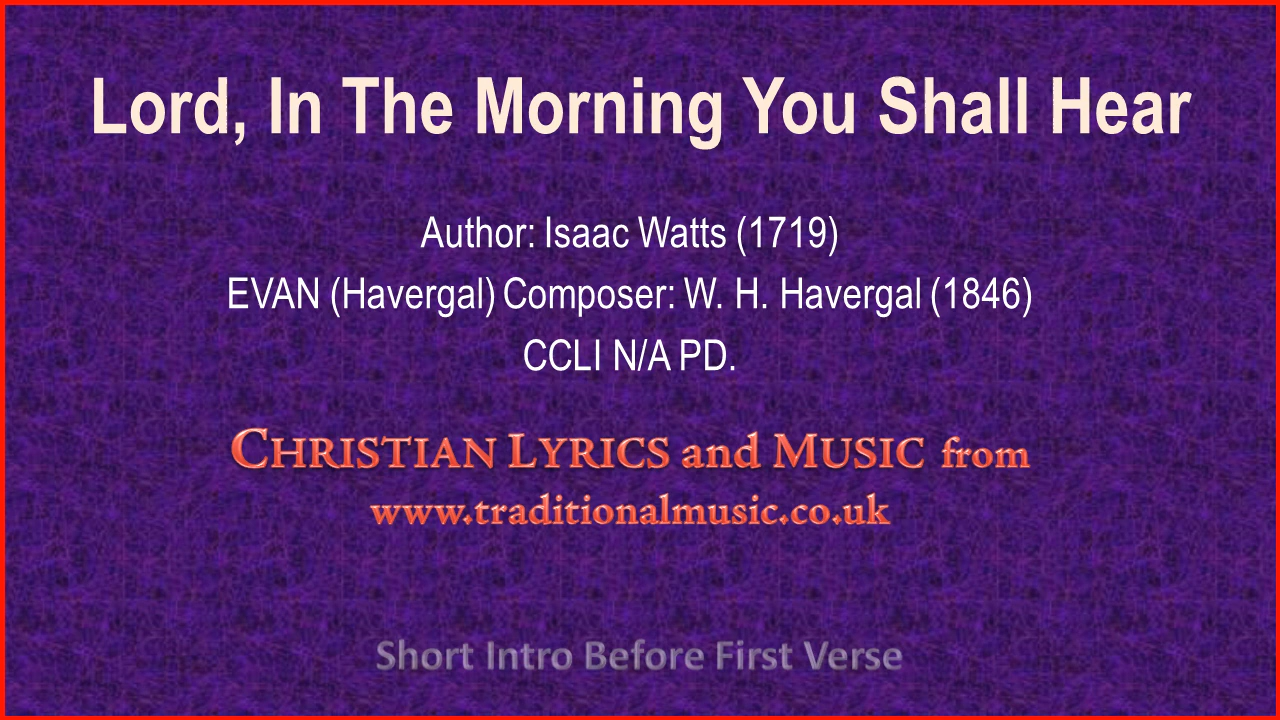 Lord, In The Morning You Shall Hear
Author: Isaac Watts (1719)
EVAN (Havergal) Composer: W. H. Havergal (1846)
CCLI N/A PD.
CHRISTIAN LYRICS and MUSIC from
www.traditionalmusic.co.uk
Short Intro Before First Verse